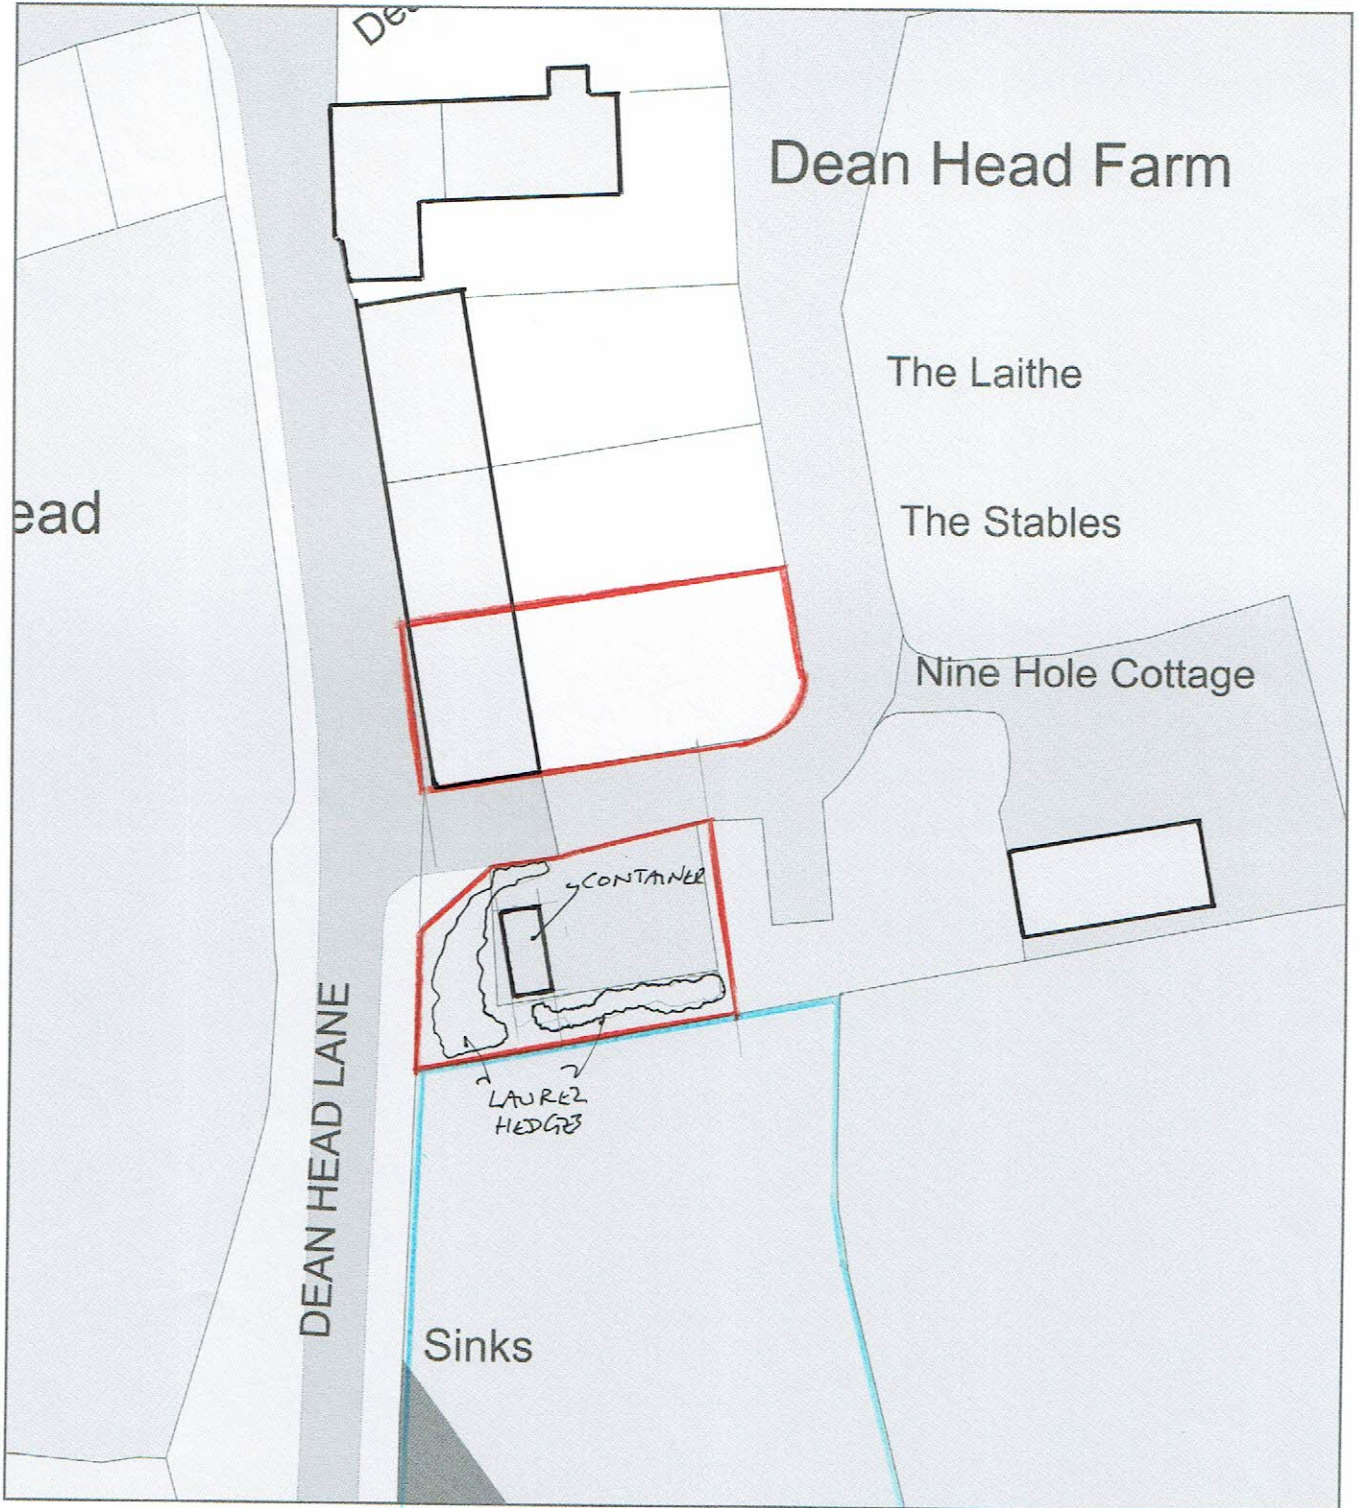 Dean Head Farm
The Laithe
The Stables
ead
Nine Hole Cottage
CONTAINER
DEAN HEAD LANE
LAUREL
HEDGES
Sinks